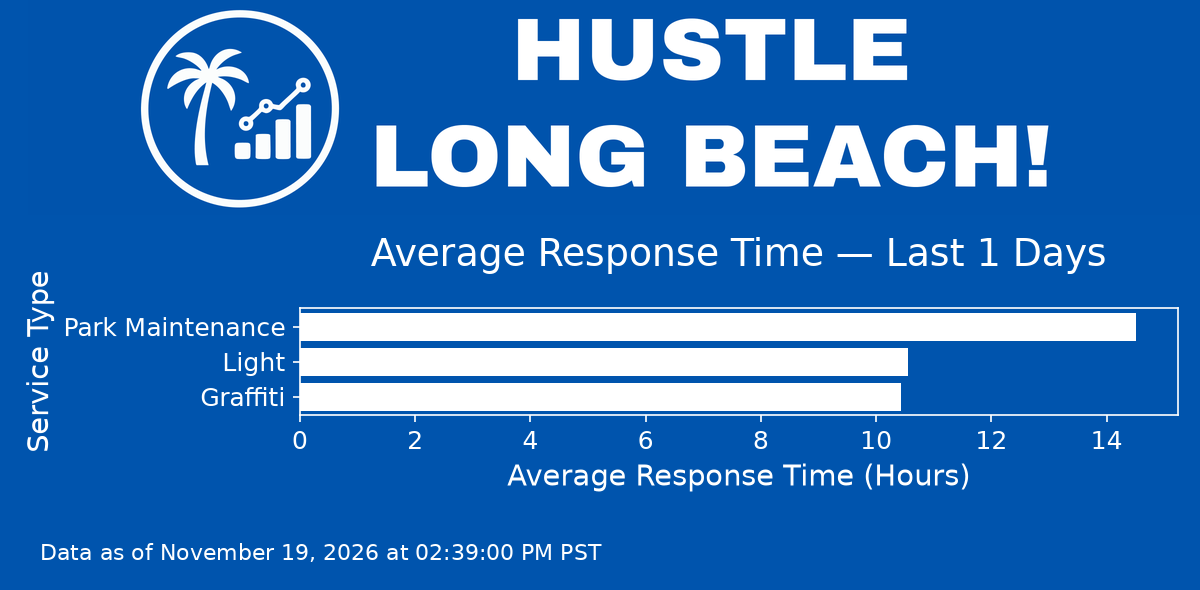 HUSTLE
LONG BEACH!
Average Response Time — Last 1 Days
Service Type
Park Maintenance
Light
Graffiti
0 2 4 6 8 10 12 14
Average Response Time (Hours)
Data as of November 19, 2026 at 02:39:00 PM PST